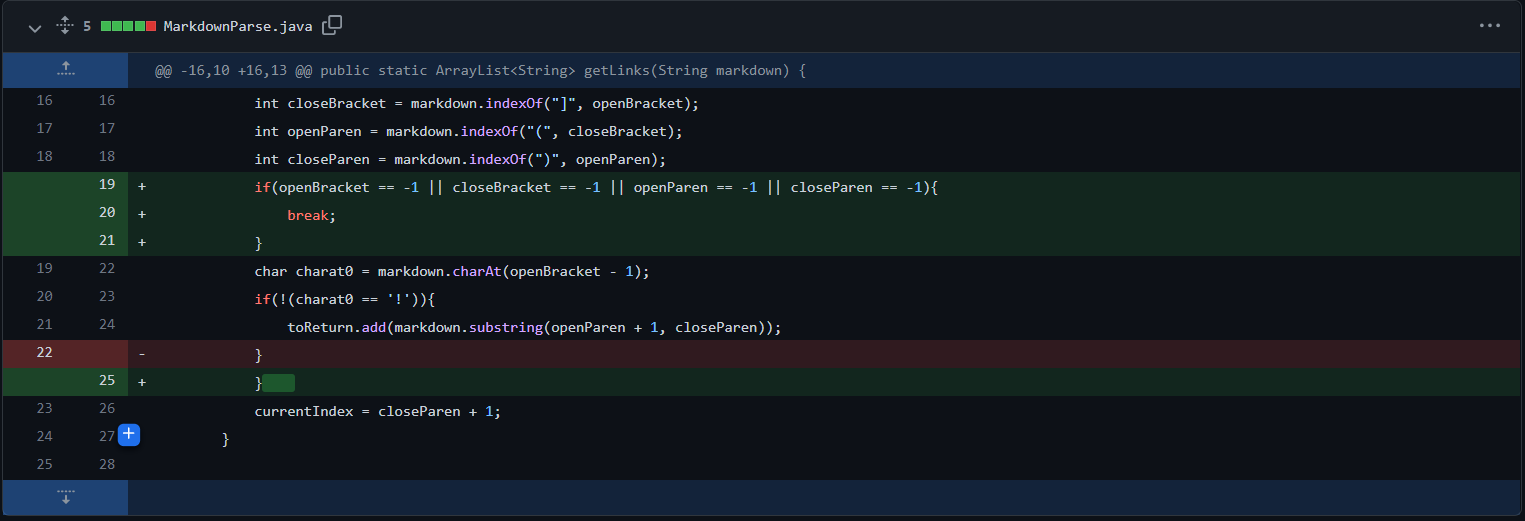 5 MarkdownParse.java
@@ -16,10 +16,13 @@ public static ArrayList<String> getLinks(String markdown) {
16 16 int closeBracket = markdown.indexOf("]", openBracket);
17 17 int openParen = markdown.indexOf("(", closeBracket);
18 18 int closeParen = markdown.indexOf(")", openParen);
19 + if(openBracket == -1 || closeBracket == -1 || openParen == -1 || closeParen == -1){
20 + break;
21 + }
19 22 char charat0 = markdown.charAt(openBracket - 1);
20 23 if(!(charat0 == '!')){
21 24 toReturn.add(markdown.substring(openParen + 1, closeParen));
22 - }
25 + }
23 26 currentIndex = closeParen + 1;
24 27 }
25 28